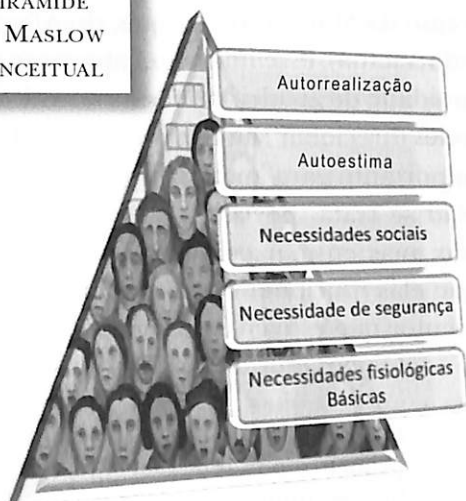 MASLOW
Autorrealização
Autoestima
Necessidades sociais
Necessidade de segurança
Necessidades fisiológicas
Básicas